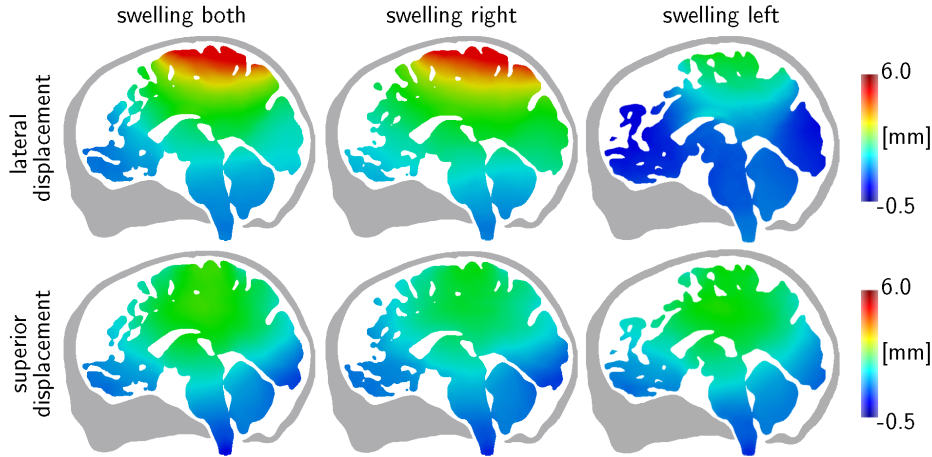 swelling both
swelling right
swelling left
lateral
displacement
6.0
[mm]
-0.5
superior
displacement
6.0
[mm]
-0.5